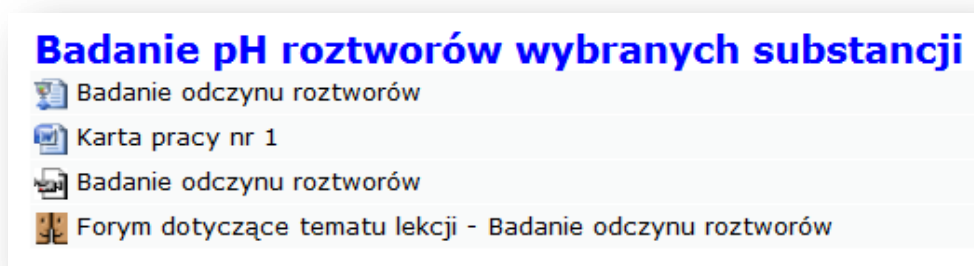 Badanie pH roztworów wybranych substancji
Badanie odczynu roztworów
Karta pracy nr 1
Badanie odczynu roztworów
Forym dotyczące tematu lekcji - Badanie odczynu roztworów